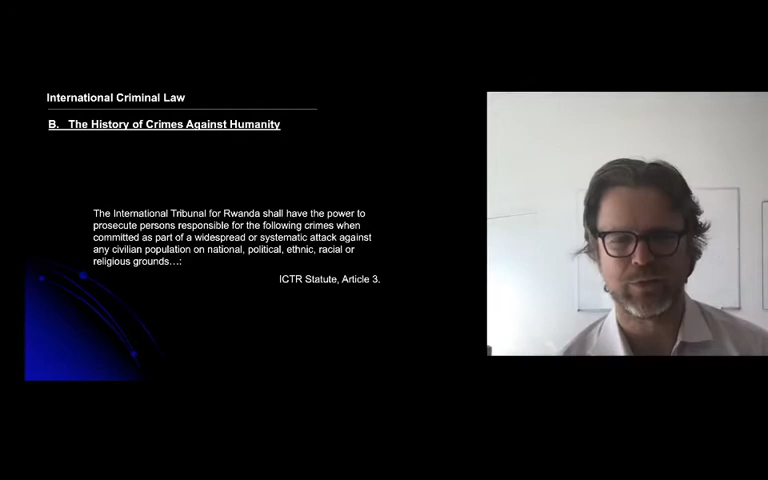 International Criminal Law
B. The History of Crimes Against Humanity
The International Tribunal for Rwanda shall have the power to
prosecute persons responsible for the following crimes when
committed as part of a widespread or systematic attack against
any civilian population on national, political, ethnic, racial or
religious grounds…:
ICTR Statute, Article 3.